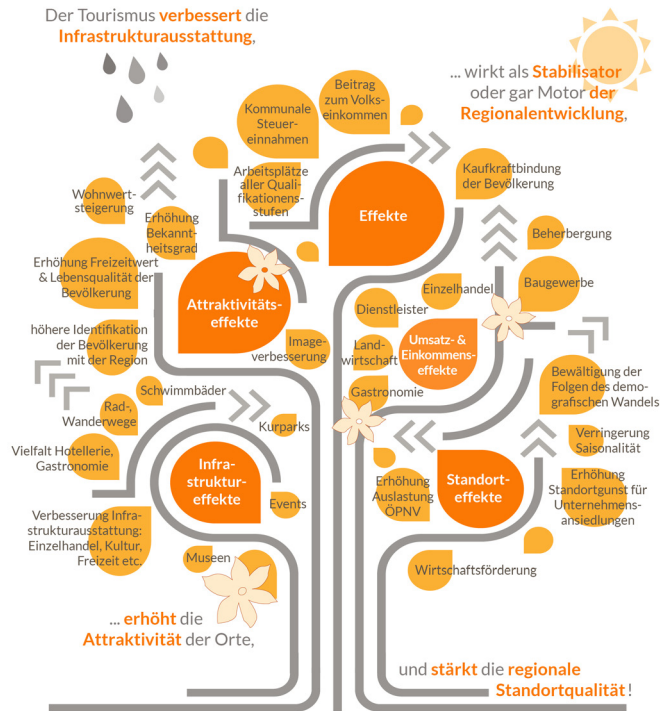 Der Tourismus verbessert die
Infrastrukturausstattung,
... wirkt als Stabilisator
oder gar Motor der
Regionalentwicklung,
Beitrag
zum Volks-
einkommen
Kommunale
Steuer-
einnahmen
Arbeitsplätze
aller Quali-
fikationens-
stufen
Effekte
Kaufkraftbindung
der Bevölkerung
Wohnwert-
steigerung
Erhöhung
Bekannt-
heitsgrad
Erhöhung Freizeitwert
& Lebensqualität der
Bevölkerung
Attraktivitäts-
effekte
höhere Identifikation
der Bevölkerung
mit der Region
Image-
verbesserung
Beherbergung
Baugewerbe
Einzelhandel
Dienstleister
Umsatz- &
Einkommens-
effekte
Land-
wirtschaft
Gastronomie
Bewältigung der
Folgen des demo-
grafischen Wandels
Schwimmbäder
Rad-,
Wanderwege
Kurparks
Vielfalt Hotellerie,
Gastronomie
Infra-
struktur-
effekte
Events
Verbesserung Infra-
strukturausstattung:
Einzelhandel, Kultur,
Freizeit etc.
Museen
Verringerung
Saisonalität
Erhöhung
Auslastung
ÖPNV
Standort-
effekte
Erhöhung
Standortgunst für
Unternehmens-
ansiedlungen
Wirtschaftsförderung
... erhöht die
Attraktivität der Orte,
und stärkt die regionale
Standortqualität!